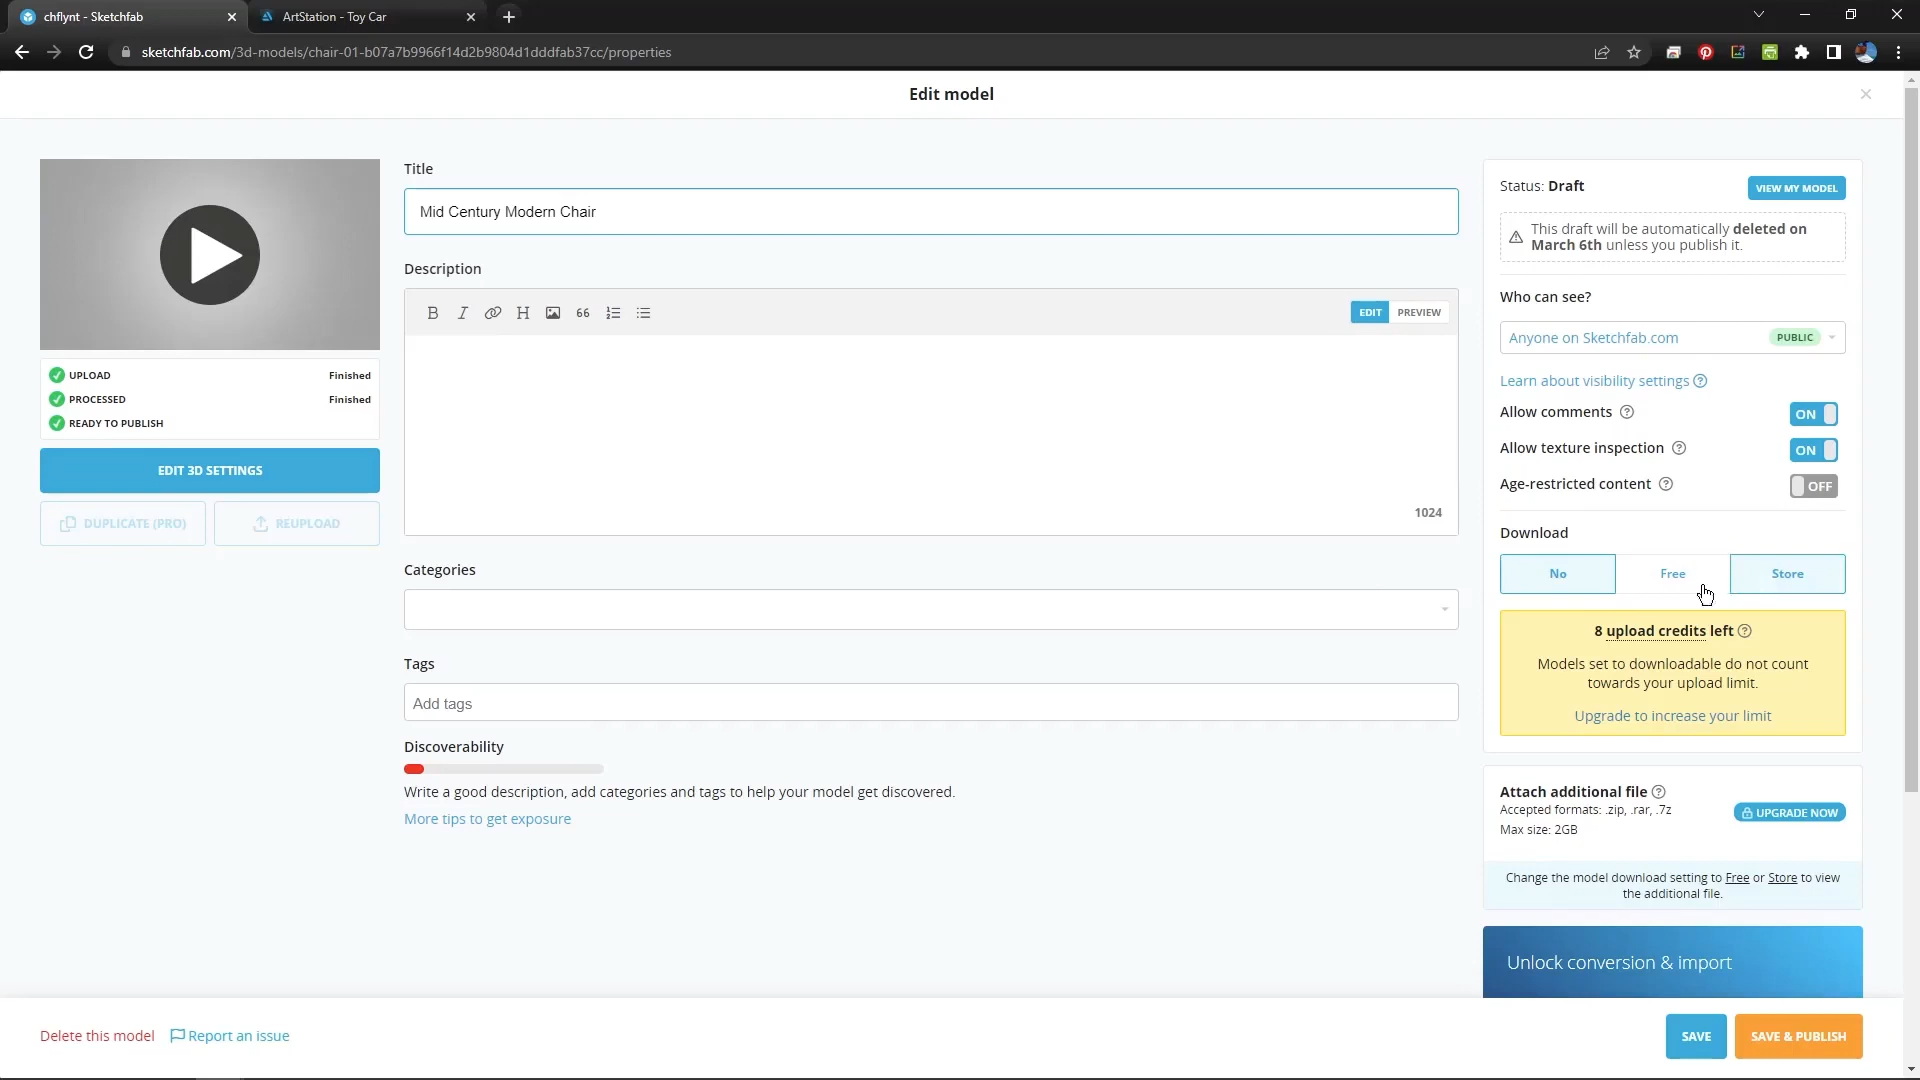 chflynt - Sketchfab
ArtStation - Toy Car
sketchfab.com/3d-models/chair-01-b07a7b9966f14d2b9804d1dddfab37cc/properties
Edit model
UPLOAD Finished
PROCESSED Finished
READY TO PUBLISH
EDIT 3D SETTINGS
DUPLICATE (PRO)
REUPLOAD
Title
Mid Century Modern Chair
Description
EDIT PREVIEW
1024
Categories
Tags
Add tags
Discoverability
Write a good description, add categories and tags to help your model get discovered.
More tips to get exposure
Status: Draft
VIEW MY MODEL
This draft will be automatically deleted on
March 6th unless you publish it.
Who can see?
Anyone on Sketchfab.com PUBLIC
Learn about visibility settings
Allow comments ON
Allow texture inspection ON
Age-restricted content OFF
Download
No Free Store
8 upload credits left
Models set to downloadable do not count
towards your upload limit.
Upgrade to increase your limit
Attach additional file
Accepted formats: .zip, .rar, .7z
Max size: 2GB
UPGRADE NOW
Change the model download setting to Free or Store to view
the additional file.
Unlock conversion & import
Delete this model
Report an issue
SAVE
SAVE & PUBLISH